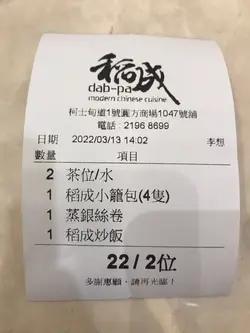 稻成
dab-pa
modern chinese cuisine
柯士甸道1號圓方商場1047號舖
電話 : 2196 8699
日期 2022/03/13 14:02 李想
數量 項目
2 茶位/水
1 稻成小籠包(4隻)
1 蒸銀絲卷
1 稻成炒飯
22 / 2位
多謝惠顧，請再光臨！